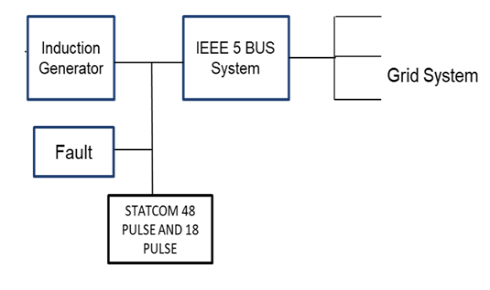 Induction
Generator
IEEE 5 BUS
System
Grid System
Fault
STATCOM 48
PULSE AND 18
PULSE